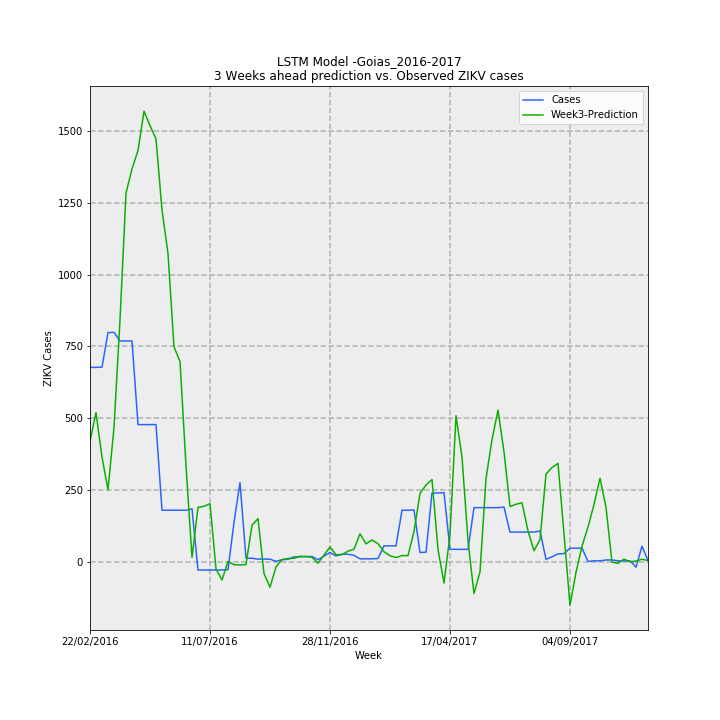 LSTM Model -Goias_2016-2017
3 Weeks ahead prediction vs. Observed ZIKV cases
Cases
Week3-Prediction
1500
1250
1000
750
500
250
0
ZIKV Cases
22/02/2016
11/07/2016
28/11/2016
17/04/2017
04/09/2017
Week